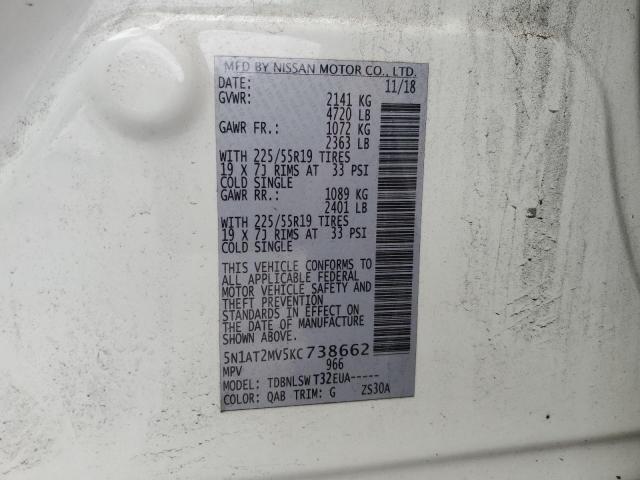 MFD BY NISSAN MOTOR CO., LTD.
DATE: 11/18
GVWR: 2141 KG
4720 LB
GAWR FR.: 1072 KG
2363 LB
WITH 225/55R19 TIRES
19 X 7J RIMS AT 33 PSI
COLD SINGLE
GAWR RR.: 1089 KG
2401 LB
WITH 225/55R19 TIRES
19 X 7J RIMS AT 33 PSI
COLD SINGLE
THIS VEHICLE CONFORMS TO
ALL APPLICABLE FEDERAL
MOTOR VEHICLE SAFETY AND
THEFT PREVENTION
STANDARDS IN EFFECT ON THE
DATE OF MANUFACTURE
SHOWN ABOVE.
5N1AT2MV5KC738662
MPV 966
MODEL: TDBNLSW T32EUA-----
COLOR: QAB TRIM: G ZS30A